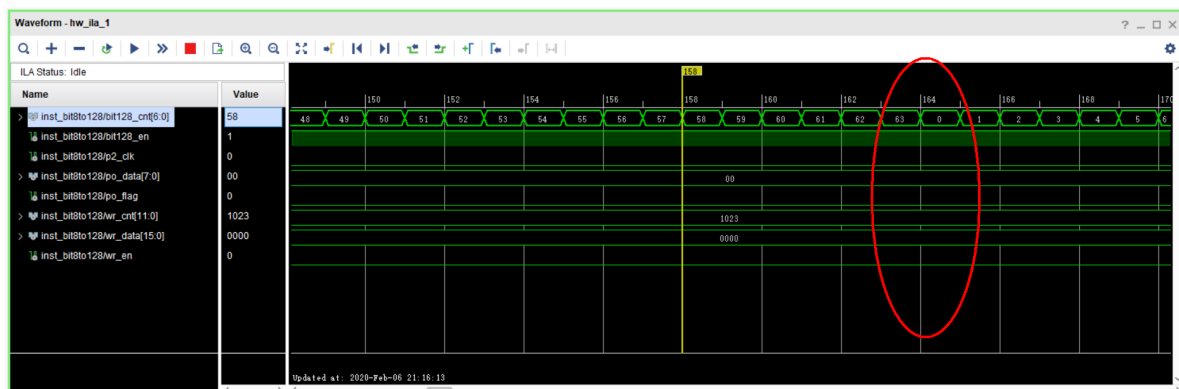 Waveform - hw_ila_1
ILA Status: Idle
Name Value
inst_bit8to128/bit128_cnt[6:0] 58
inst_bit8to128/bit128_en 1
inst_bit8to128/p2_clk 0
inst_bit8to128/po_data[7:0] 00
inst_bit8to128/po_flag 0
inst_bit8to128/wr_cnt[11:0] 1023
inst_bit8to128/wr_data[15:0] 0000
inst_bit8to128/wr_en 0
158
150 152 154 156 158 160 162 164 166 168 170
48 49 50 51 52 53 54 55 56 57 58 59 60 61 62 63 0 1 2 3 4 5 6
00
1023
0000
Updated at: 2020-Feb-06 21:16:13